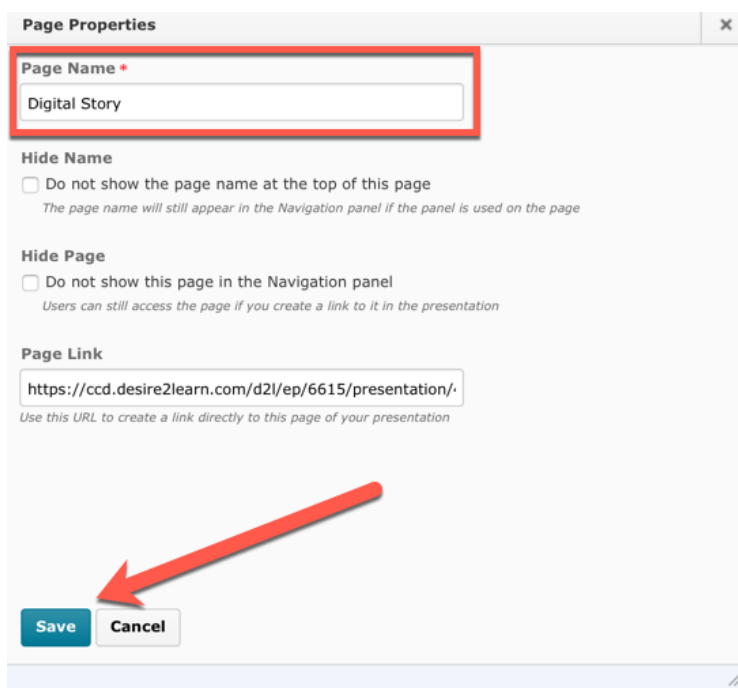 Page Properties
Page Name *
Digital Story
Hide Name
Do not show the page name at the top of this page
The page name will still appear in the Navigation panel if the panel is used on the page
Hide Page
Do not show this page in the Navigation panel
Users can still access the page if you create a link to it in the presentation
Page Link
https://ccd.desire2learn.com/d2l/ep/6615/presentation/
Use this URL to create a link directly to this page of your presentation
Save Cancel